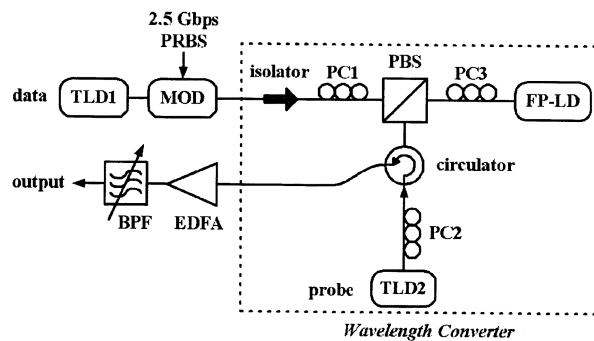 2.5 Gbps
PRBS
isolator
PC1
PBS
PC3
data
TLD1
MOD
FP-LD
output
circulator
BPF
EDFA
PC2
probe
TLD2
Wavelength Converter